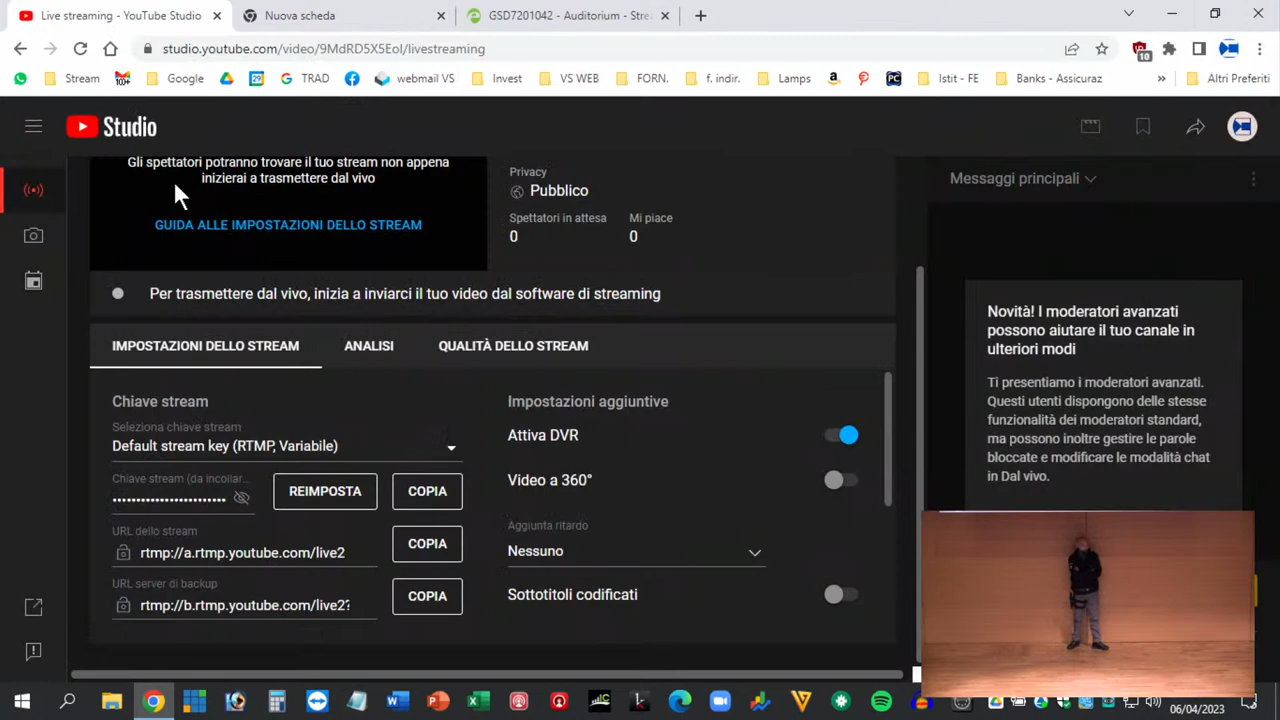 Live streaming - YouTube Studio
Nuova scheda
GSD7201042 - Auditorium - Stre
studio.youtube.com/video/9MdRD5X5EoI/livestreaming
10
Stream
100+
Google
29
TRAD
webmail VS
Invest
VS WEB
FORN.
f. indir.
Lamps
PC
Istit - FE
Banks - Assicuraz
»
Altri Preferiti
Studio
Gli spettatori potranno trovare il tuo stream non appena
inizierai a trasmettere dal vivo
GUIDA ALLE IMPOSTAZIONI DELLO STREAM
Privacy
Pubblico
Spettatori in attesa
Mi piace
0
0
Messaggi principali
Per trasmettere dal vivo, inizia a inviarci il tuo video dal software di streaming
IMPOSTAZIONI DELLO STREAM
ANALISI
QUALITÀ DELLO STREAM
Chiave stream
Seleziona chiave stream
Default stream key (RTMP, Variabile)
Chiave stream (da incollar...
••••••••••••••••••••••••
REIMPOSTA
COPIA
URL dello stream
rtmp://a.rtmp.youtube.com/live2
COPIA
URL server di backup
rtmp://b.rtmp.youtube.com/live2?
COPIA
Impostazioni aggiuntive
Attiva DVR
Video a 360°
Aggiunta ritardo
Nessuno
Sottotitoli codificati
Novità! I moderatori avanzati
possono aiutare il tuo canale in
ulteriori modi
Ti presentiamo i moderatori avanzati.
Questi utenti dispongono delle stesse
funzionalità dei moderatori standard,
ma possono inoltre gestire le parole
bloccate e modificare le modalità chat
in Dal vivo.
06/04/2023